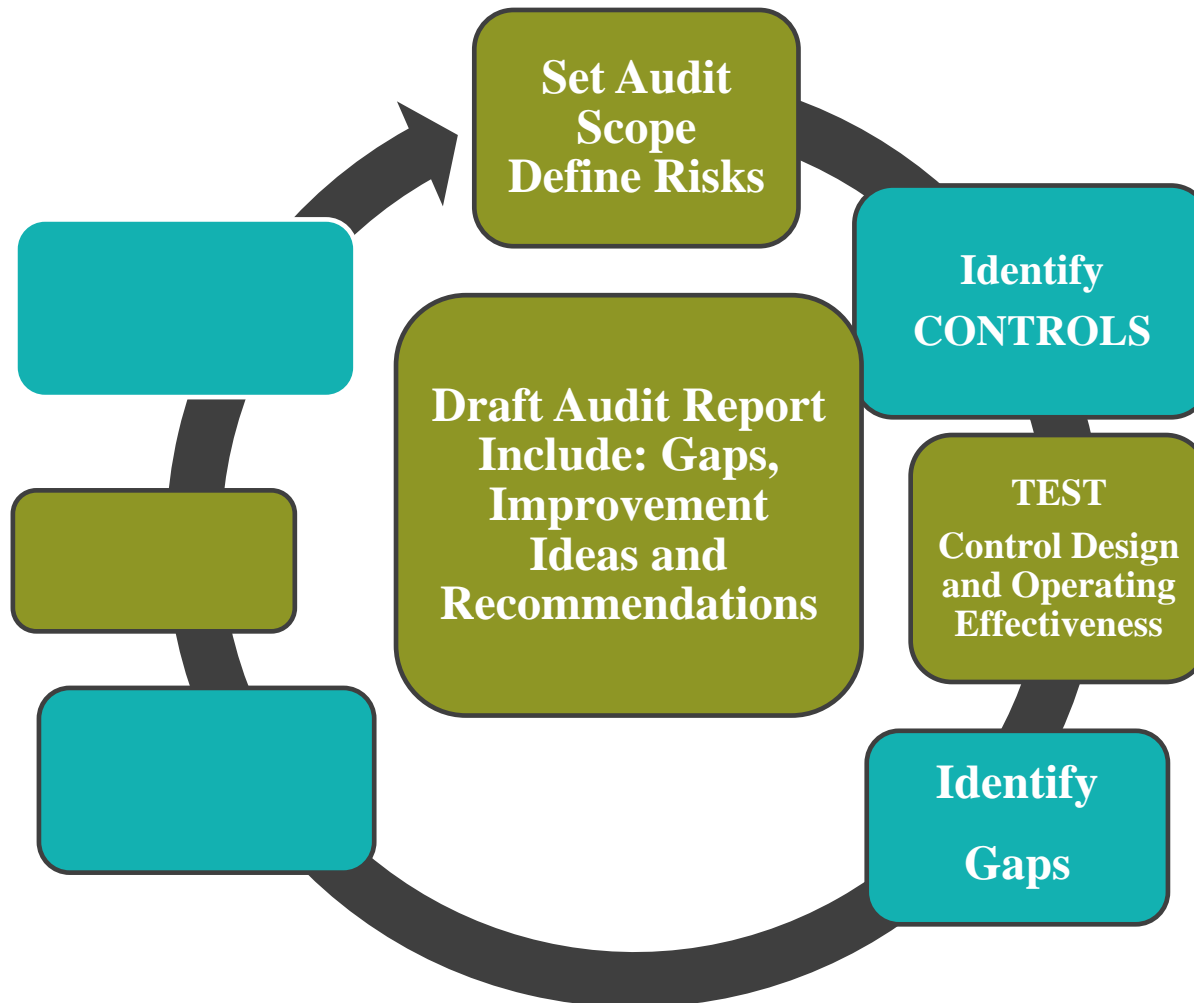 Set Audit
Scope
Define Risks
Identify
CONTROLS
TEST
Control Design
and Operating
Effectiveness
Identify
Gaps
Draft Audit Report
Include: Gaps,
Improvement
Ideas and
Recommendations